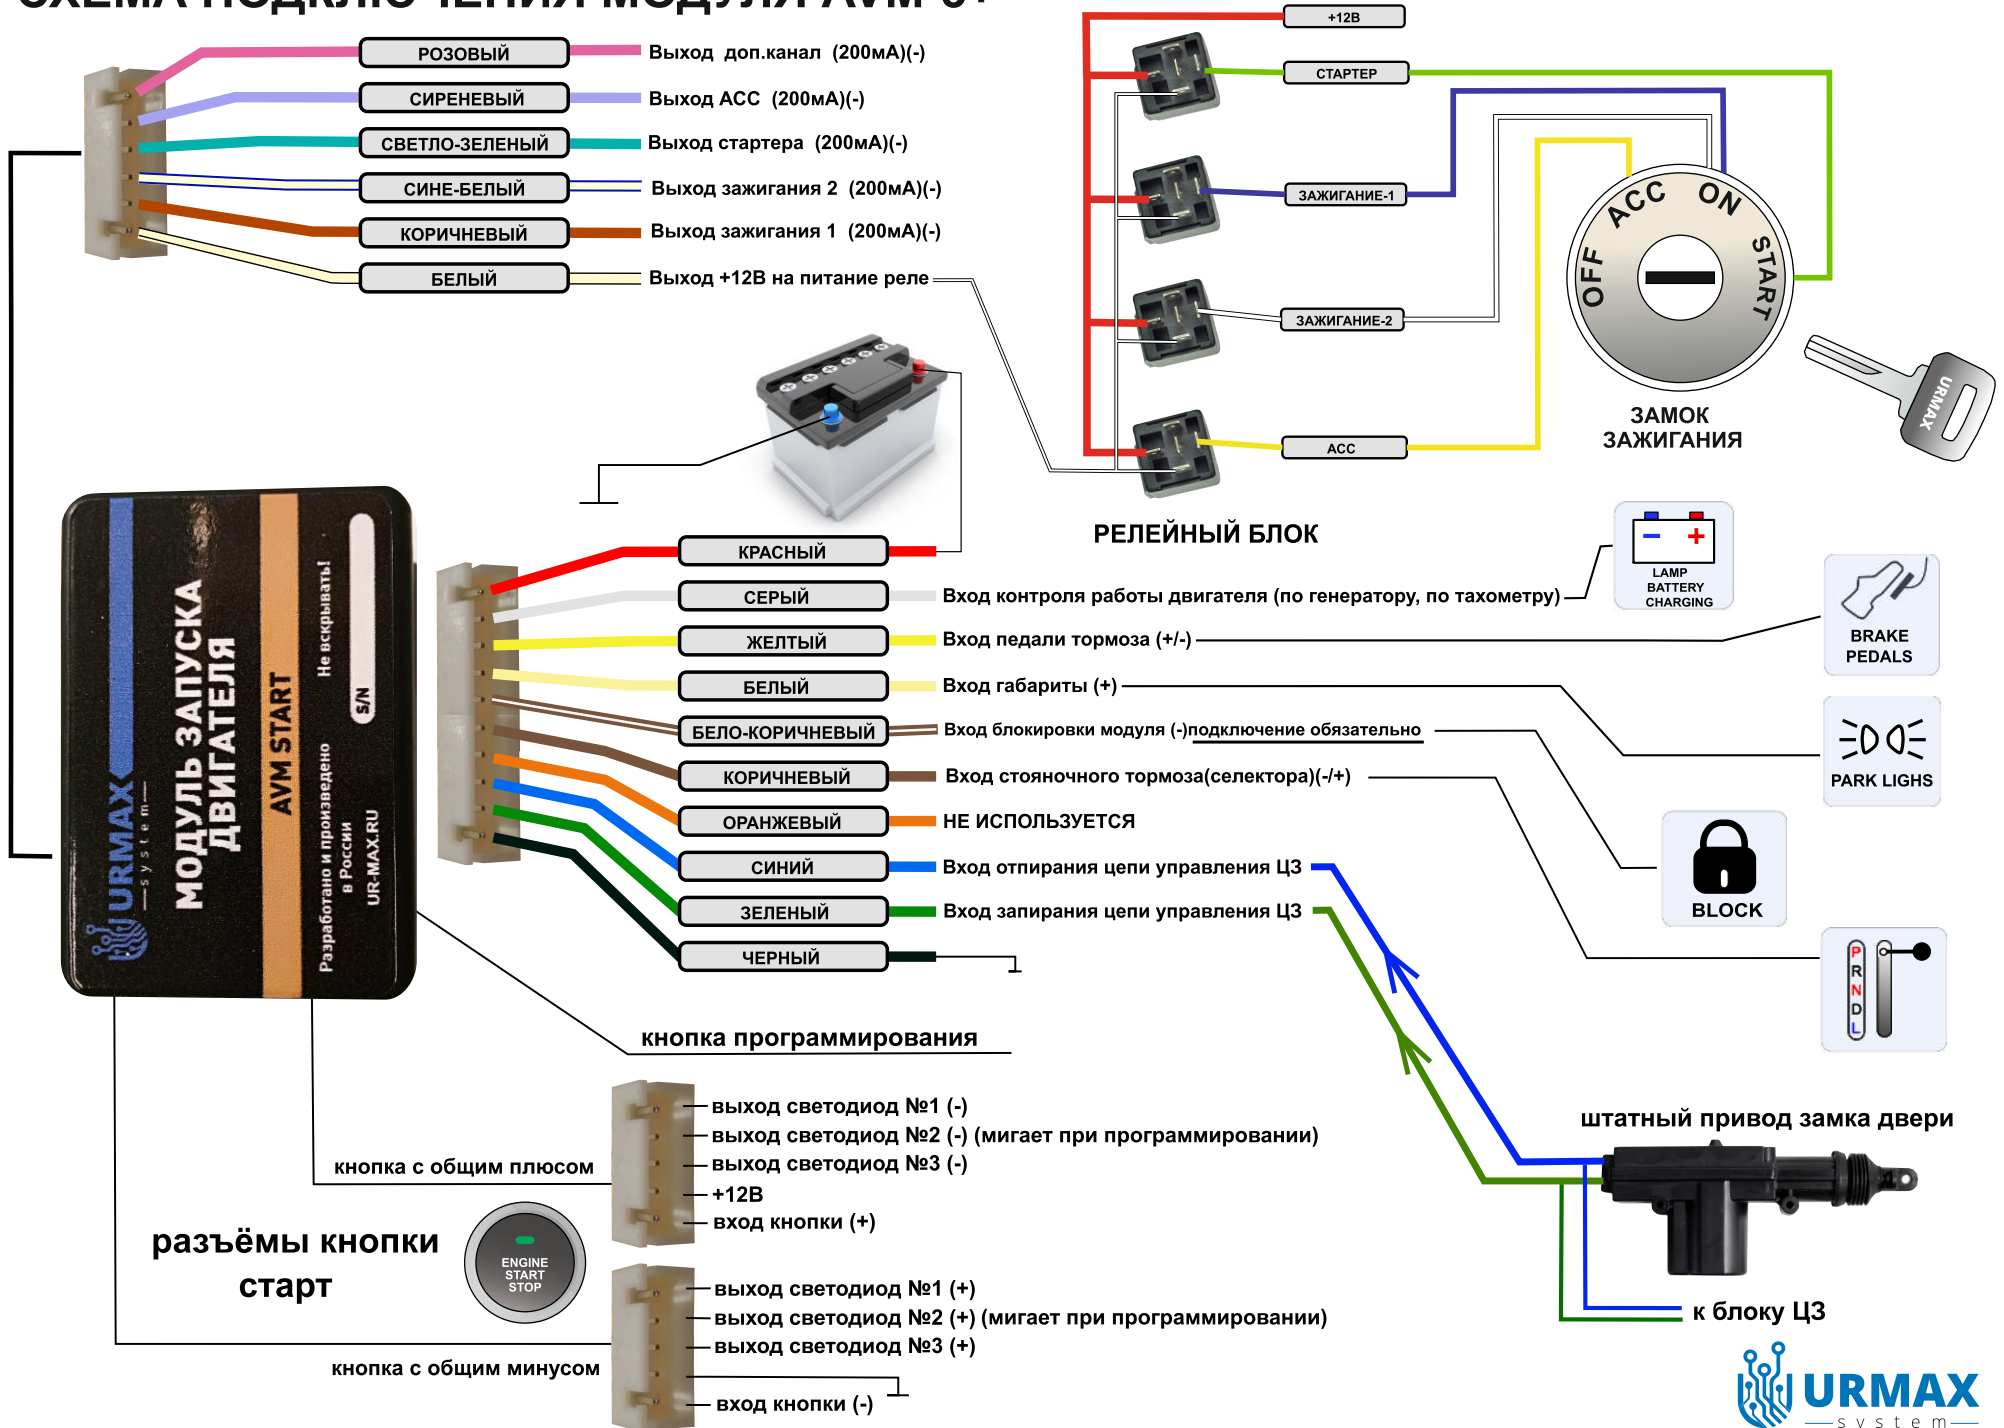 СХЕМА ПОДКЛЮЧЕНИЯ МОДУЛЯ AVM
РОЗОВЫЙ Выход доп.канал (200мА)(-)
СИРЕНЕВЫЙ Выход АСС (200мА)(-)
СВЕТЛО-ЗЕЛЕНЫЙ Выход стартера (200мА)(-)
СИНЕ-БЕЛЫЙ Выход зажигания 2 (200мА)(-)
КОРИЧНЕВЫЙ Выход зажигания 1 (200мА)(-)
БЕЛЫЙ Выход +12В на питание реле
+12В
СТАРТЕР
ЗАЖИГАНИЕ-1
ЗАЖИГАНИЕ-2
АСС
РЕЛЕЙНЫЙ БЛОК
OFF ACC ON START
ЗАМОК
ЗАЖИГАНИЯ
URMAX
КРАСНЫЙ
СЕРЫЙ Вход контроля работы двигателя (по генератору, по тахометру)
ЖЕЛТЫЙ Вход педали тормоза (+/-)
БЕЛЫЙ Вход габариты (+)
БЕЛО-КОРИЧНЕВЫЙ Вход блокировки модуля (-)подключение обязательно
КОРИЧНЕВЫЙ Вход стояночного тормоза(селектора)(-/+)
ОРАНЖЕВЫЙ НЕ ИСПОЛЬЗУЕТСЯ
СИНИЙ Вход отпирания цепи управления ЦЗ
ЗЕЛЕНЫЙ Вход запирания цепи управления ЦЗ
ЧЕРНЫЙ
LAMP
BATTERY
CHARGING
BRAKE
PEDALS
PARK LIGHS
BLOCK
P
R
N
D
L
URMAX
system
МОДУЛЬ ЗАПУСКА
ДВИГАТЕЛЯ
AVM START
Разработано и произведено
в России
UR-MAX.RU
Не вскрывать!
S/N
кнопка программирования
выход светодиод №1 (-)
выход светодиод №2 (-) (мигает при программировании)
выход светодиод №3 (-)
+12В
вход кнопки (+)
кнопка с общим плюсом
разъёмы кнопки
старт
ENGINE
START
STOP
выход светодиод №1 (+)
выход светодиод №2 (+) (мигает при программировании)
выход светодиод №3 (+)
вход кнопки (-)
кнопка с общим минусом
штатный привод замка двери
к блоку ЦЗ
URMAX
system